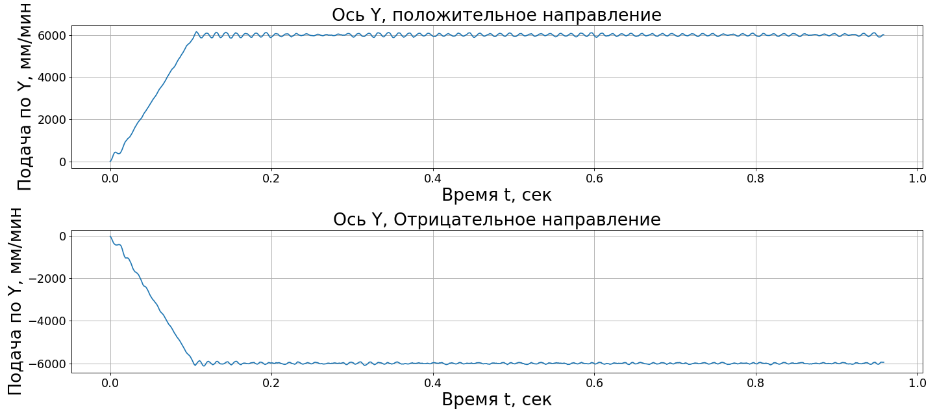 Ось Y, положительное направление
Подача по Y, мм/мин
6000
4000
2000
0
0.0 0.2 0.4 0.6 0.8 1.0
Время t, сек
Ось Y, Отрицательное направление
Подача по Y, мм/мин
0
−2000
−4000
−6000
0.0 0.2 0.4 0.6 0.8 1.0
Время t, сек